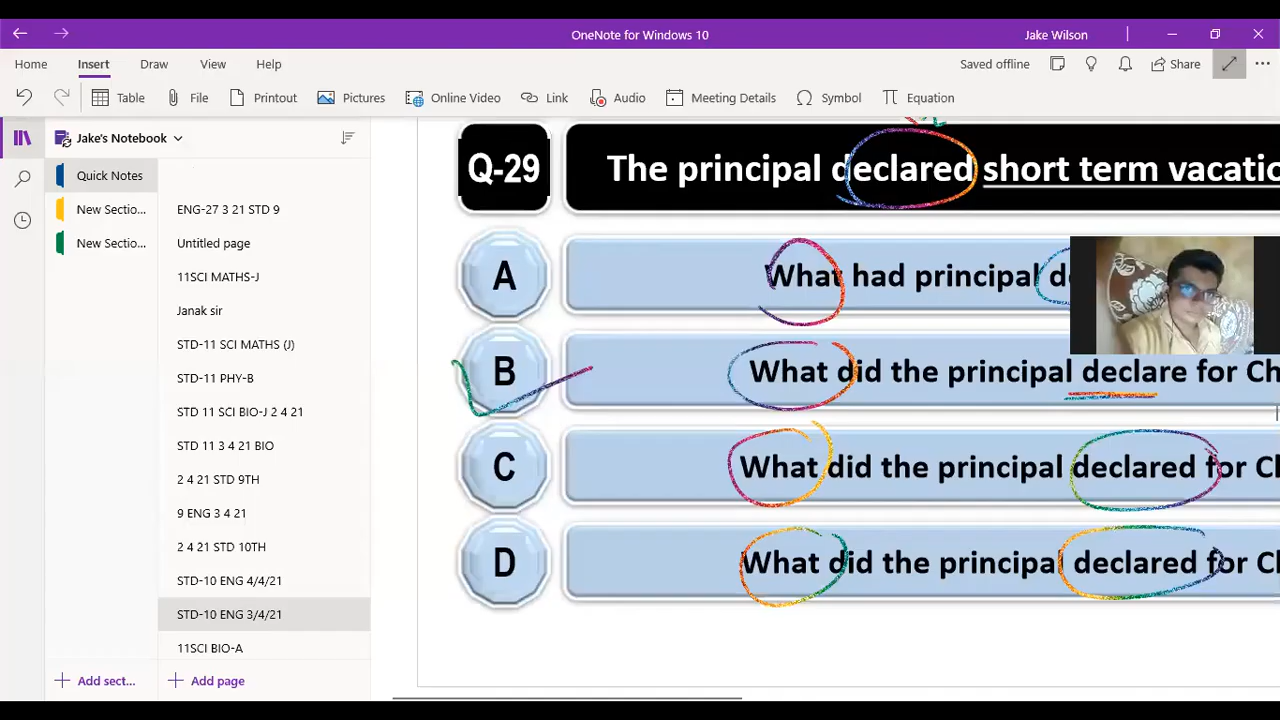 OneNote for Windows 10
Jake Wilson
Home
Insert
Draw
View
Help
Saved offline
Share
Table
File
Printout
Pictures
Online Video
Link
Audio
Meeting Details
Symbol
Equation
Jake's Notebook
Quick Notes
New Sectio...
New Sectio...
ENG-27 3 21 STD 9
Untitled page
11SCI MATHS-J
Janak sir
STD-11 SCI MATHS (J)
STD-11 PHY-B
STD 11 SCI BIO-J 2 4 21
STD 11 3 4 21 BIO
2 4 21 STD 9TH
9 ENG 3 4 21
2 4 21 STD 10TH
STD-10 ENG 4/4/21
STD-10 ENG 3/4/21
11SCI BIO-A
Add sect...
Add page
Q-29
The principal declared short term vacatio
A
What had principal
B
What did the principal declare for Ch
C
What did the principal declared for Ch
D
What did the principal declared for Ch